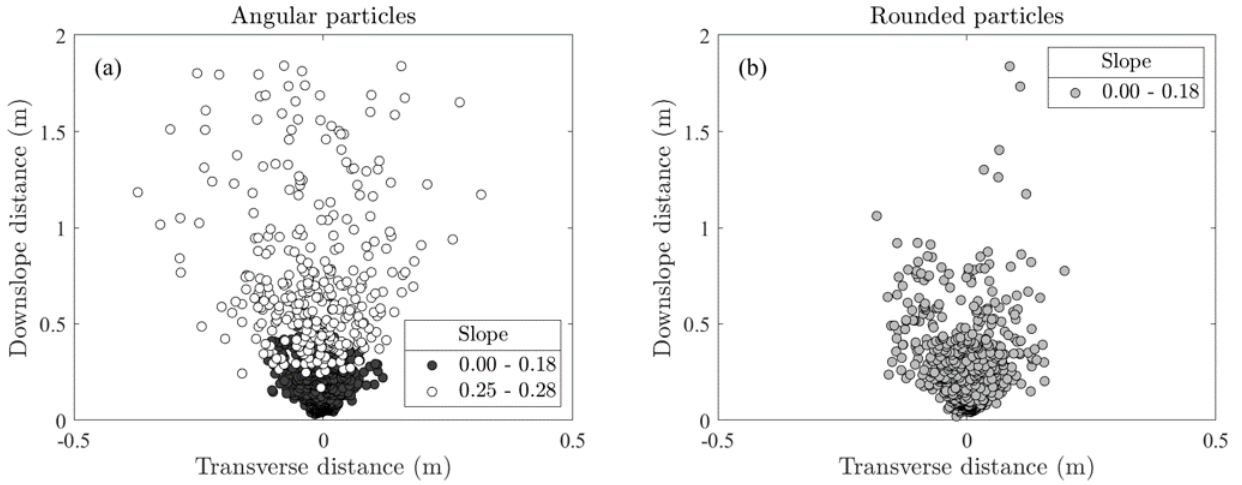 Angular particles
(a)
2
1.5
1
0.5
0
-0.5
0
0.5
Downslope distance (m)
Transverse distance (m)
Slope
0.00 - 0.18
0.25 - 0.28
Rounded particles
(b)
2
1.5
1
0.5
0
-0.5
0
0.5
Downslope distance (m)
Transverse distance (m)
Slope
0.00 - 0.18